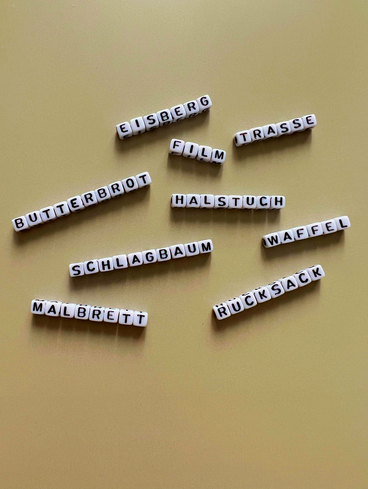 EISBERG
TRASSE
FILM
BUTTERBROT
HALSTUCH
WAFFEL
SCHLAGBAUM
RUCKSACK
MALBRETT